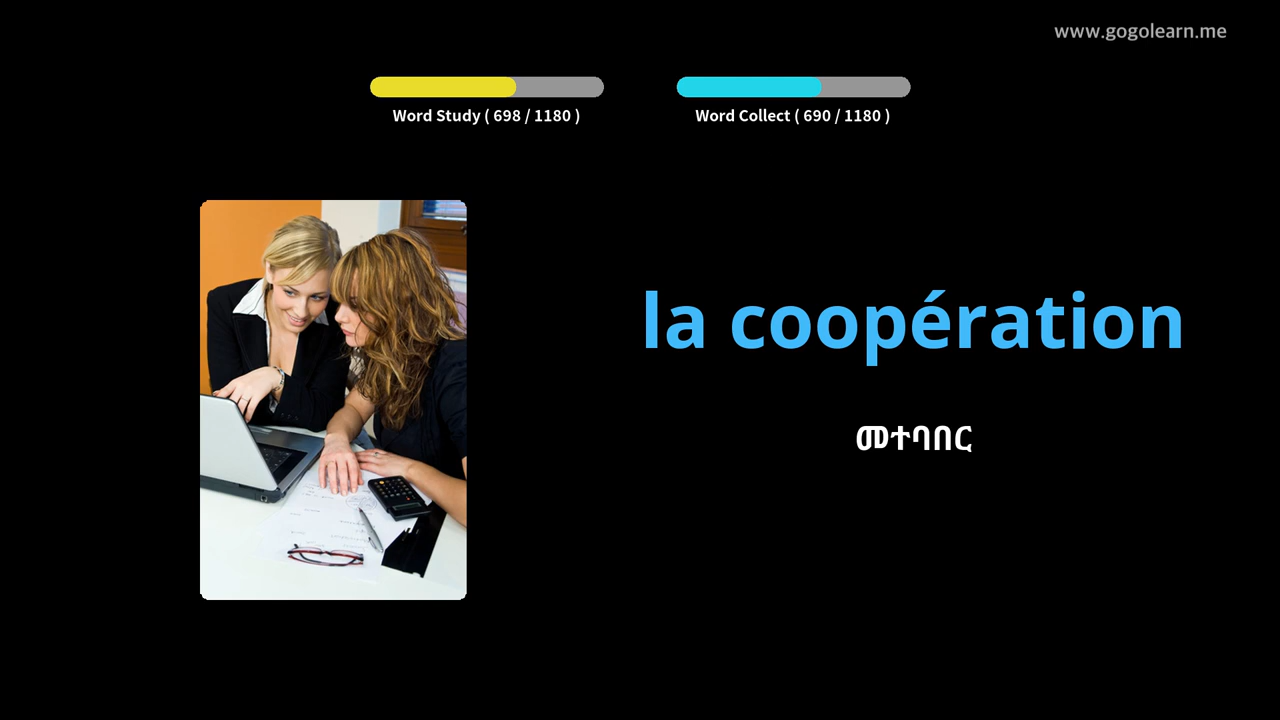 www.gogolearn.me
Word Study ( 698 / 1180 )
Word Collect ( 690 / 1180 )
la coopération
መተባበር